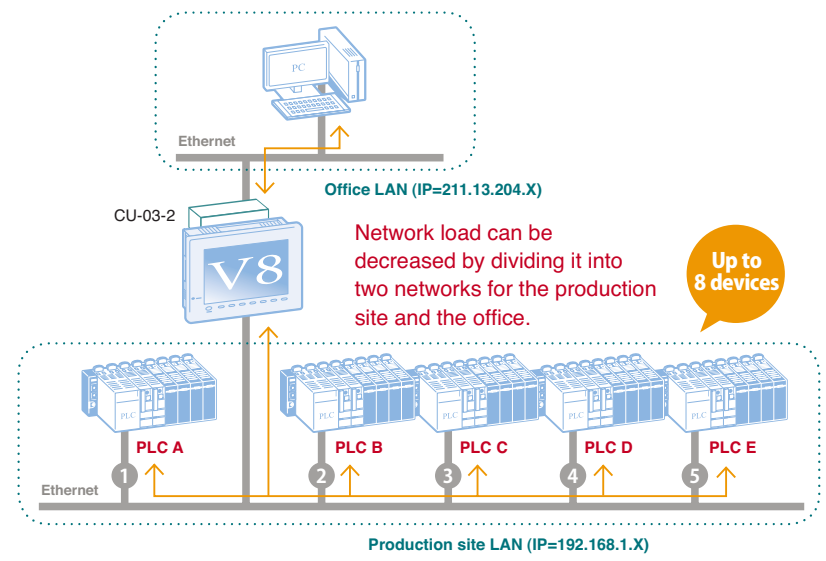 PC
Ethernet
Office LAN (IP=211.13.204.X)
CU-03-2
V8
Network load can be
decreased by dividing it into
two networks for the production
site and the office.
Up to
8 devices
PLC
PLC
PLC
PLC
PLC
PLC A
PLC B
PLC C
PLC D
PLC E
1
2
3
4
5
Ethernet
Production site LAN (IP=192.168.1.X)